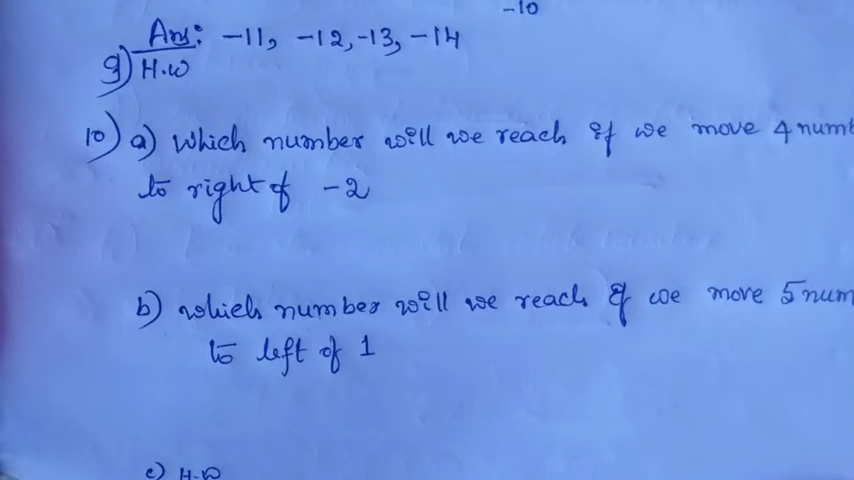 -10
Ans: -11, -12, -13, -14
9) H.W
10) a) which number will we reach if we move 4 numb
to right of -2
b) which number will we reach if we move 5 num
to left of 1
c) H.W